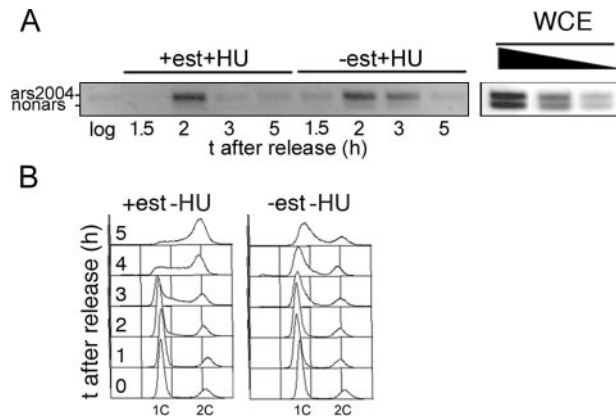 A
WCE
+est+HU -est+HU
ars2004
nonars
log 1.5 2 3 5 1.5 2 3 5
t after release (h)
B
+est-HU -est-HU
t after release (h)
5
4
3
2
1
0
1C 2C 1C 2C